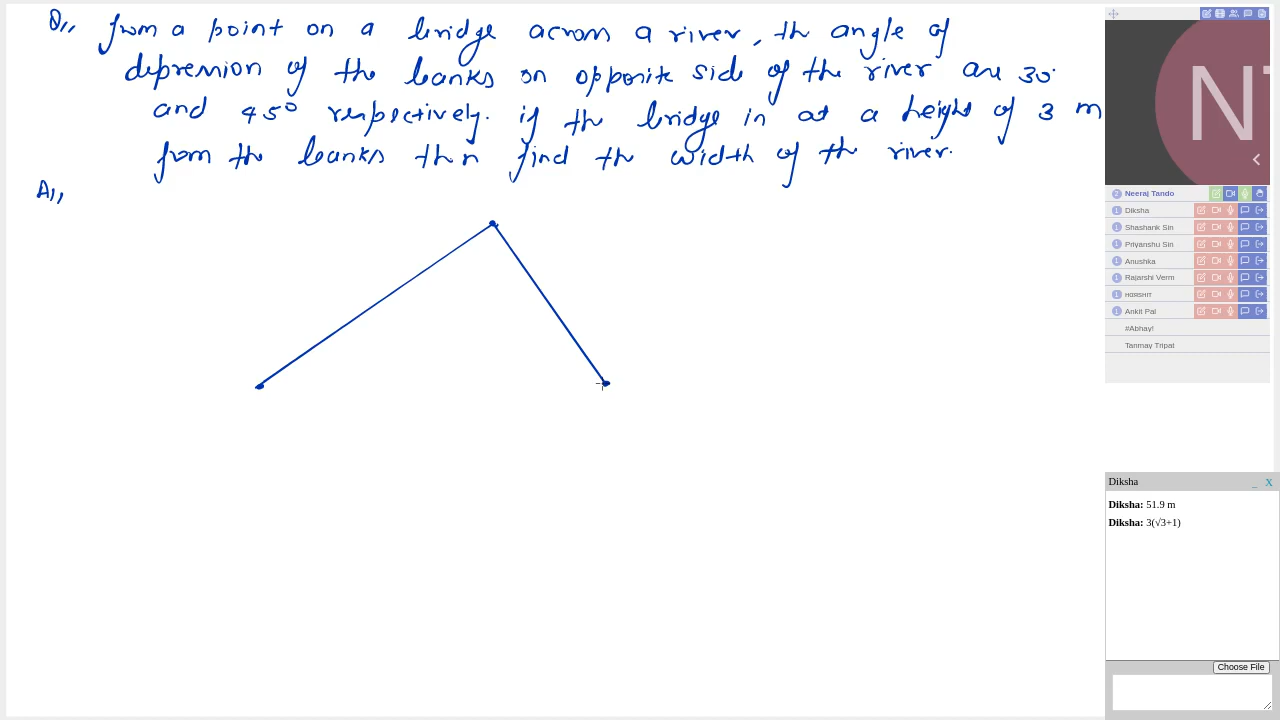 Q,, from a point on a bridge across a river, th angle of
depression of the banks on opposite side of the river are 30°
and 45° respectively. if the bridge is at a height of 3 m
from the banks then find the width of the river.
A,,
NT
Neeraj Tando
Diksha
Shashank Sin
Priyanshu Sin
Anushka
Rajarshi Verm
HARSHIT
Ankit Pal
#Abhay!
Tanmay Tripat
Diksha _ X
Diksha: 51.9 m
Diksha: 3(√3+1)
Choose File